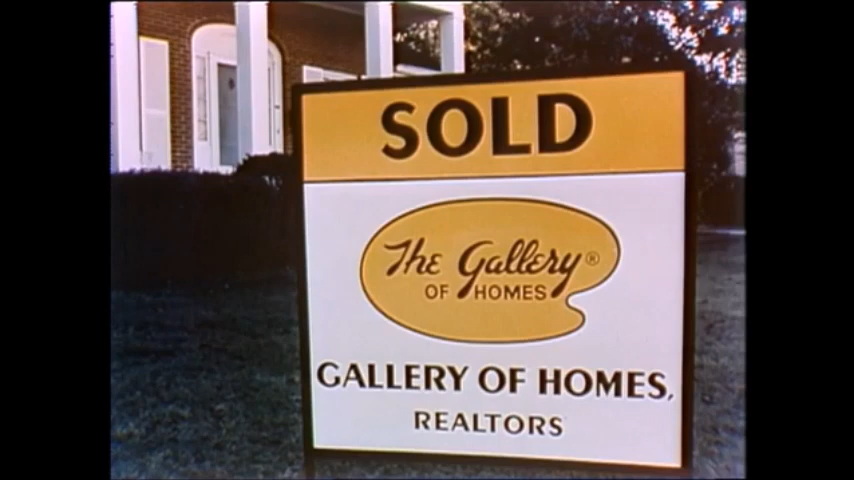 SOLD
The Gallery®
OF HOMES
GALLERY OF HOMES,
REALTORS